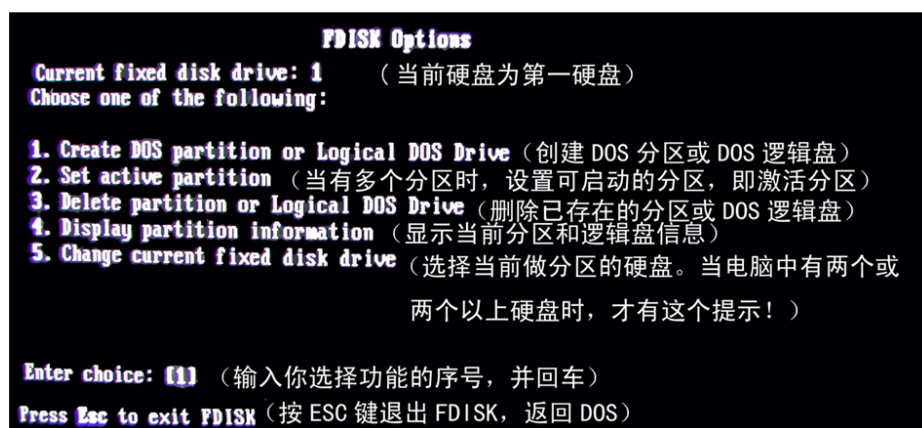 FDISK Options
Current fixed disk drive: 1 （当前硬盘为第一硬盘）
Choose one of the following:
1. Create DOS partition or Logical DOS Drive（创建 DOS 分区或 DOS 逻辑盘）
2. Set active partition （当有多个分区时，设置可启动的分区，即激活分区）
3. Delete partition or Logical DOS Drive（删除已存在的分区或 DOS 逻辑盘）
4. Display partition information （显示当前分区和逻辑盘信息）
5. Change current fixed disk drive（选择当前做分区的硬盘。当电脑中有两个或
两个以上硬盘时，才有这个提示！）
Enter choice: [1] （输入你选择功能的序号，并回车）
Press Esc to exit FDISK（按 ESC 键退出 FDISK，返回 DOS）